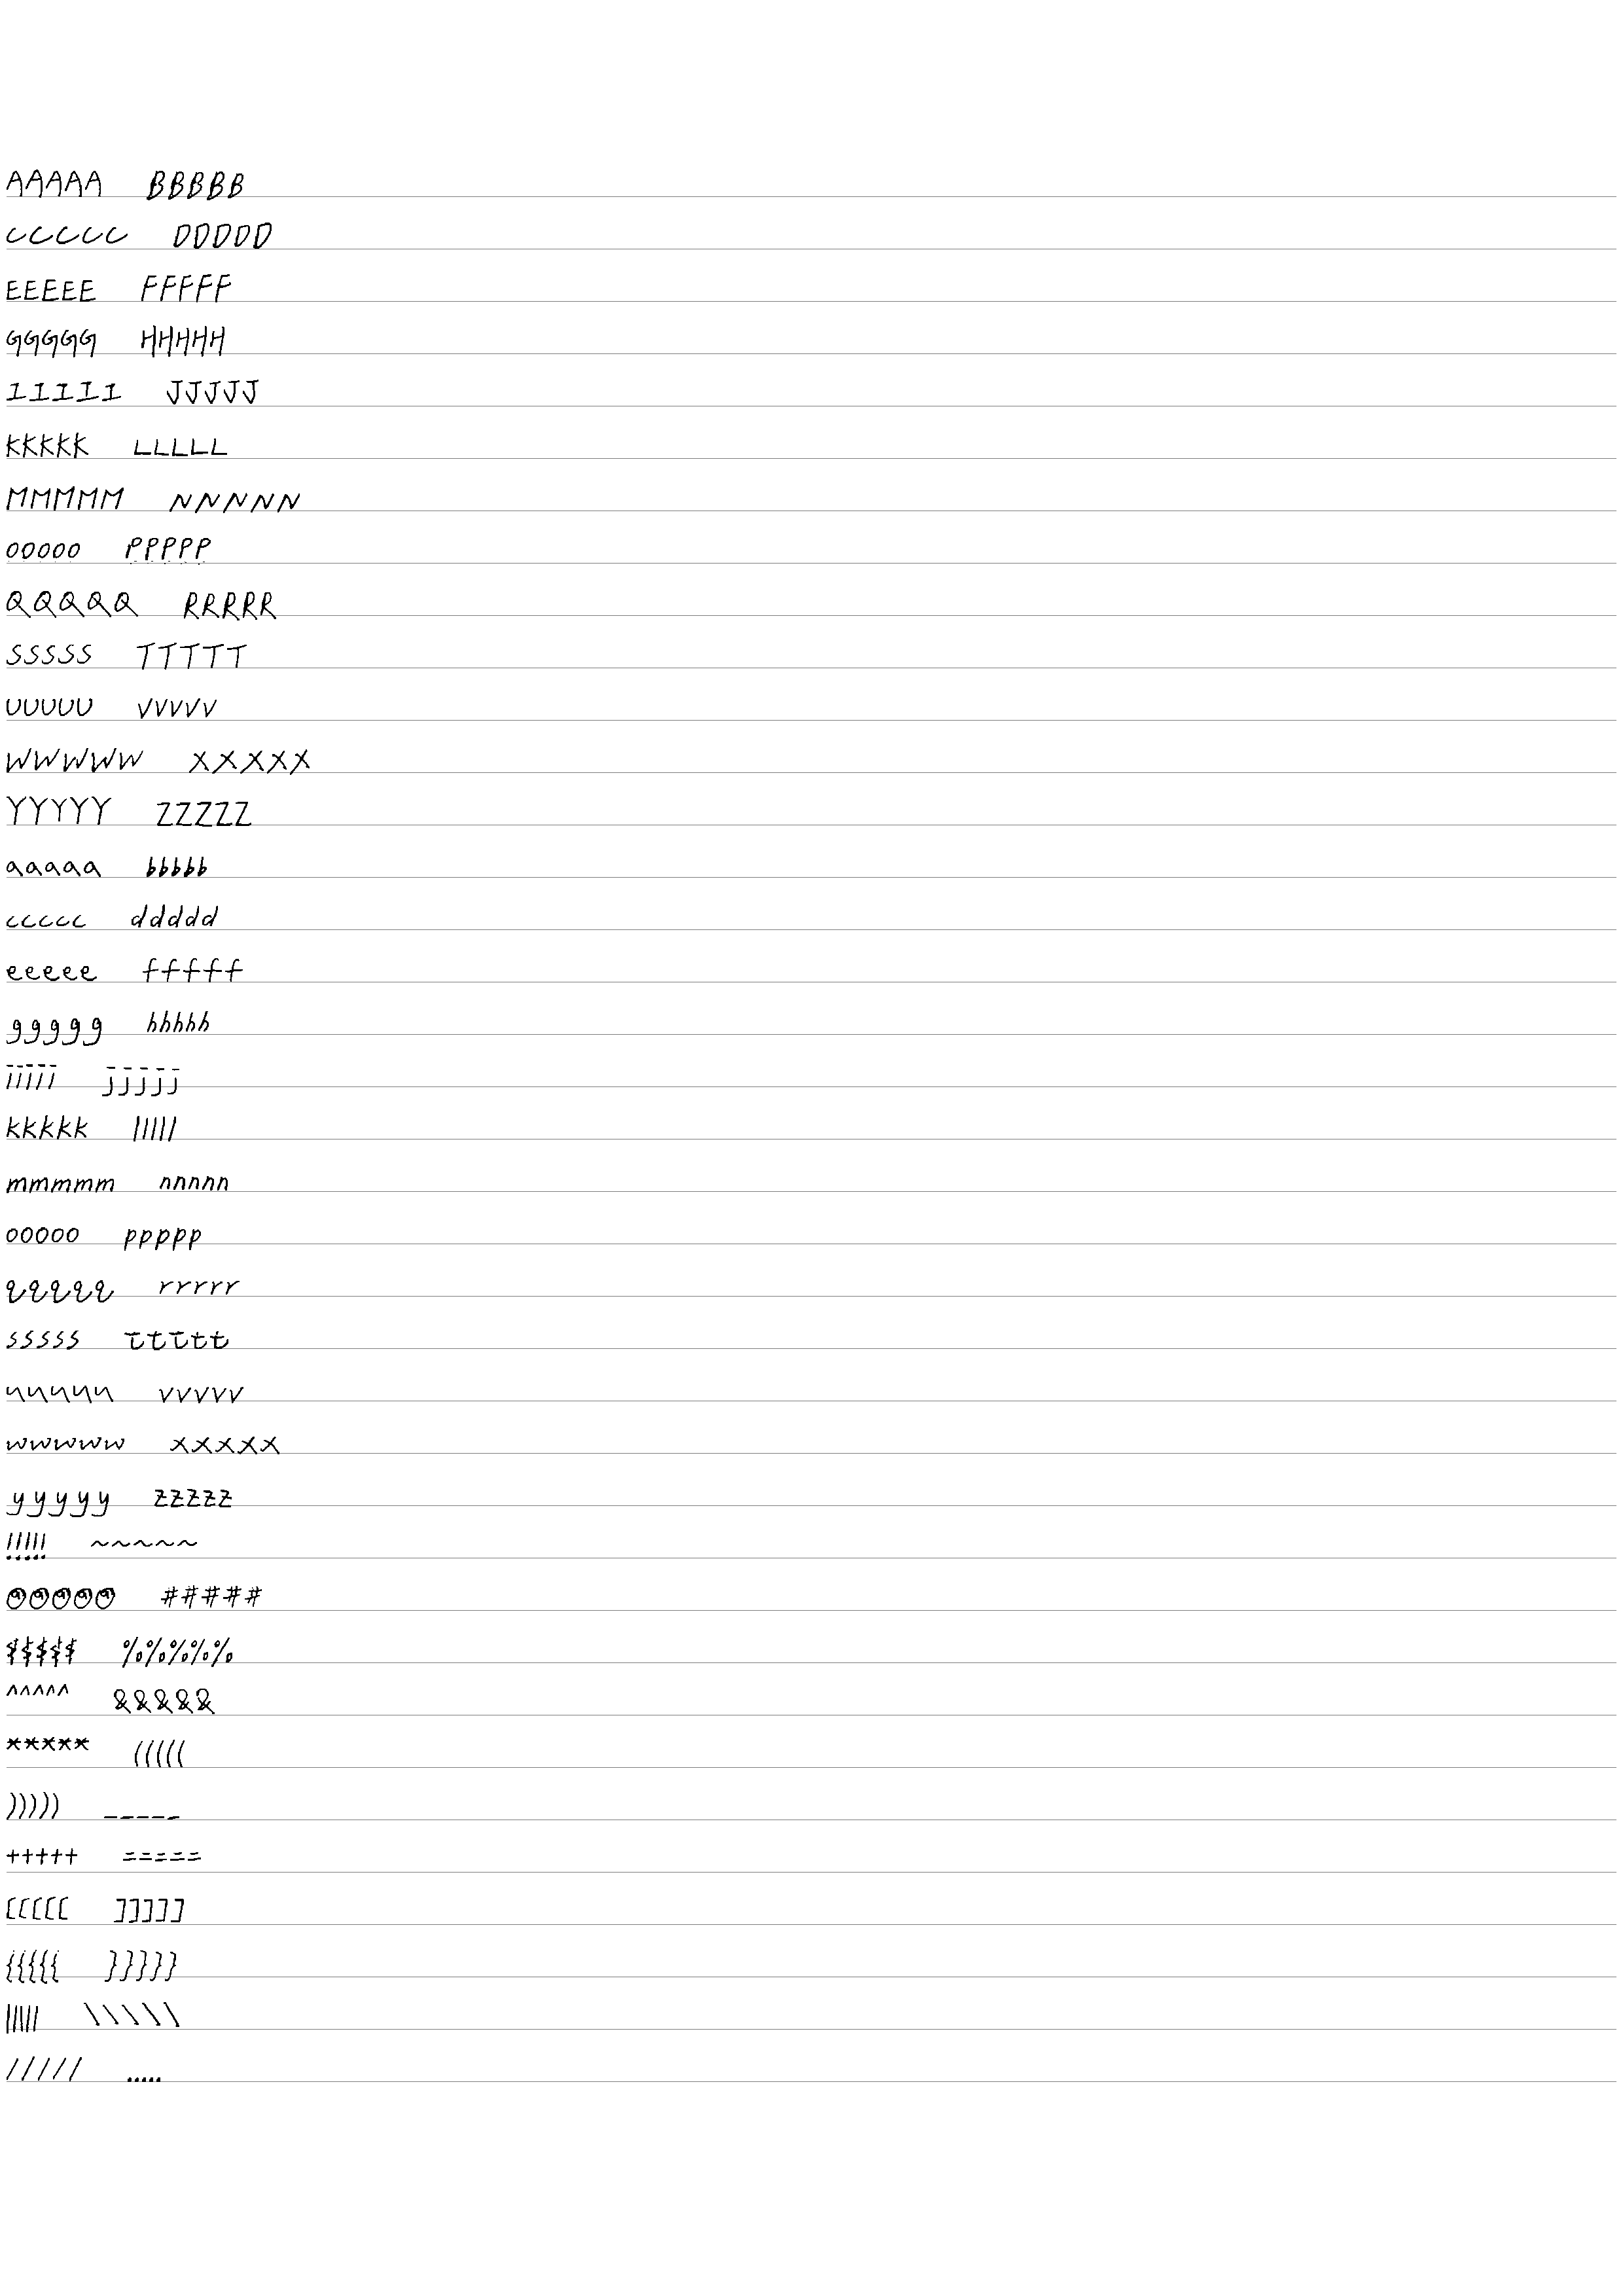 AAAAA BBBBB
CCCCC DDDDD
EEEEE FFFFF
GGGGG HHHHH
IIIII JJJJJ
KKKKK LLLLL
MMMMM NNNNN
OOOOO PPPPP
QQQQQ RRRRR
SSSSS TTTTT
UUUUU VVVVV
WWWWW XXXXX
YYYYY ZZZZZ
aaaaa bbbbb
ccccc ddddd
eeeee fffff
ggggg hhhhh
iiiii jjjjj
kkkkk lllll
mmmmm nnnnn
ooooo ppppp
qqqqq rrrrr
sssss ttttt
uuuuu vvvvv
wwwww xxxxx
yyyyy zzzzz
!!!!! ~~~~~
@@@@@ #####
$$$$$ %%%%%
^^^^^ &&&&&
***** (((((
))))) _____
+++++ =====
[[[[[ ]]]]]
{{{{{ }}}}}
||||| \\\\\
///// .....